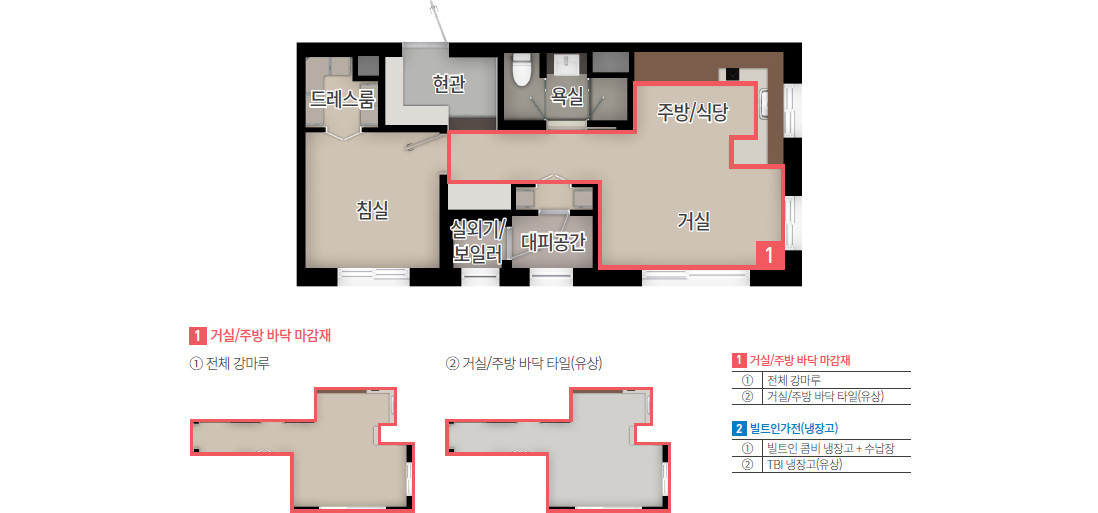 현관
드레스룸
욕실
주방/식당
침실
거실
실외기/
보일러
대피공간
1
1 거실/주방 바닥 마감재
① 전체 강마루
② 거실/주방 바닥 타일(유상)
1 거실/주방 바닥 마감재
① 전체 강마루
② 거실/주방 바닥 타일(유상)
2 빌트인가전(냉장고)
① 빌트인 콤비 냉장고 + 수납장
② TBI 냉장고(유상)